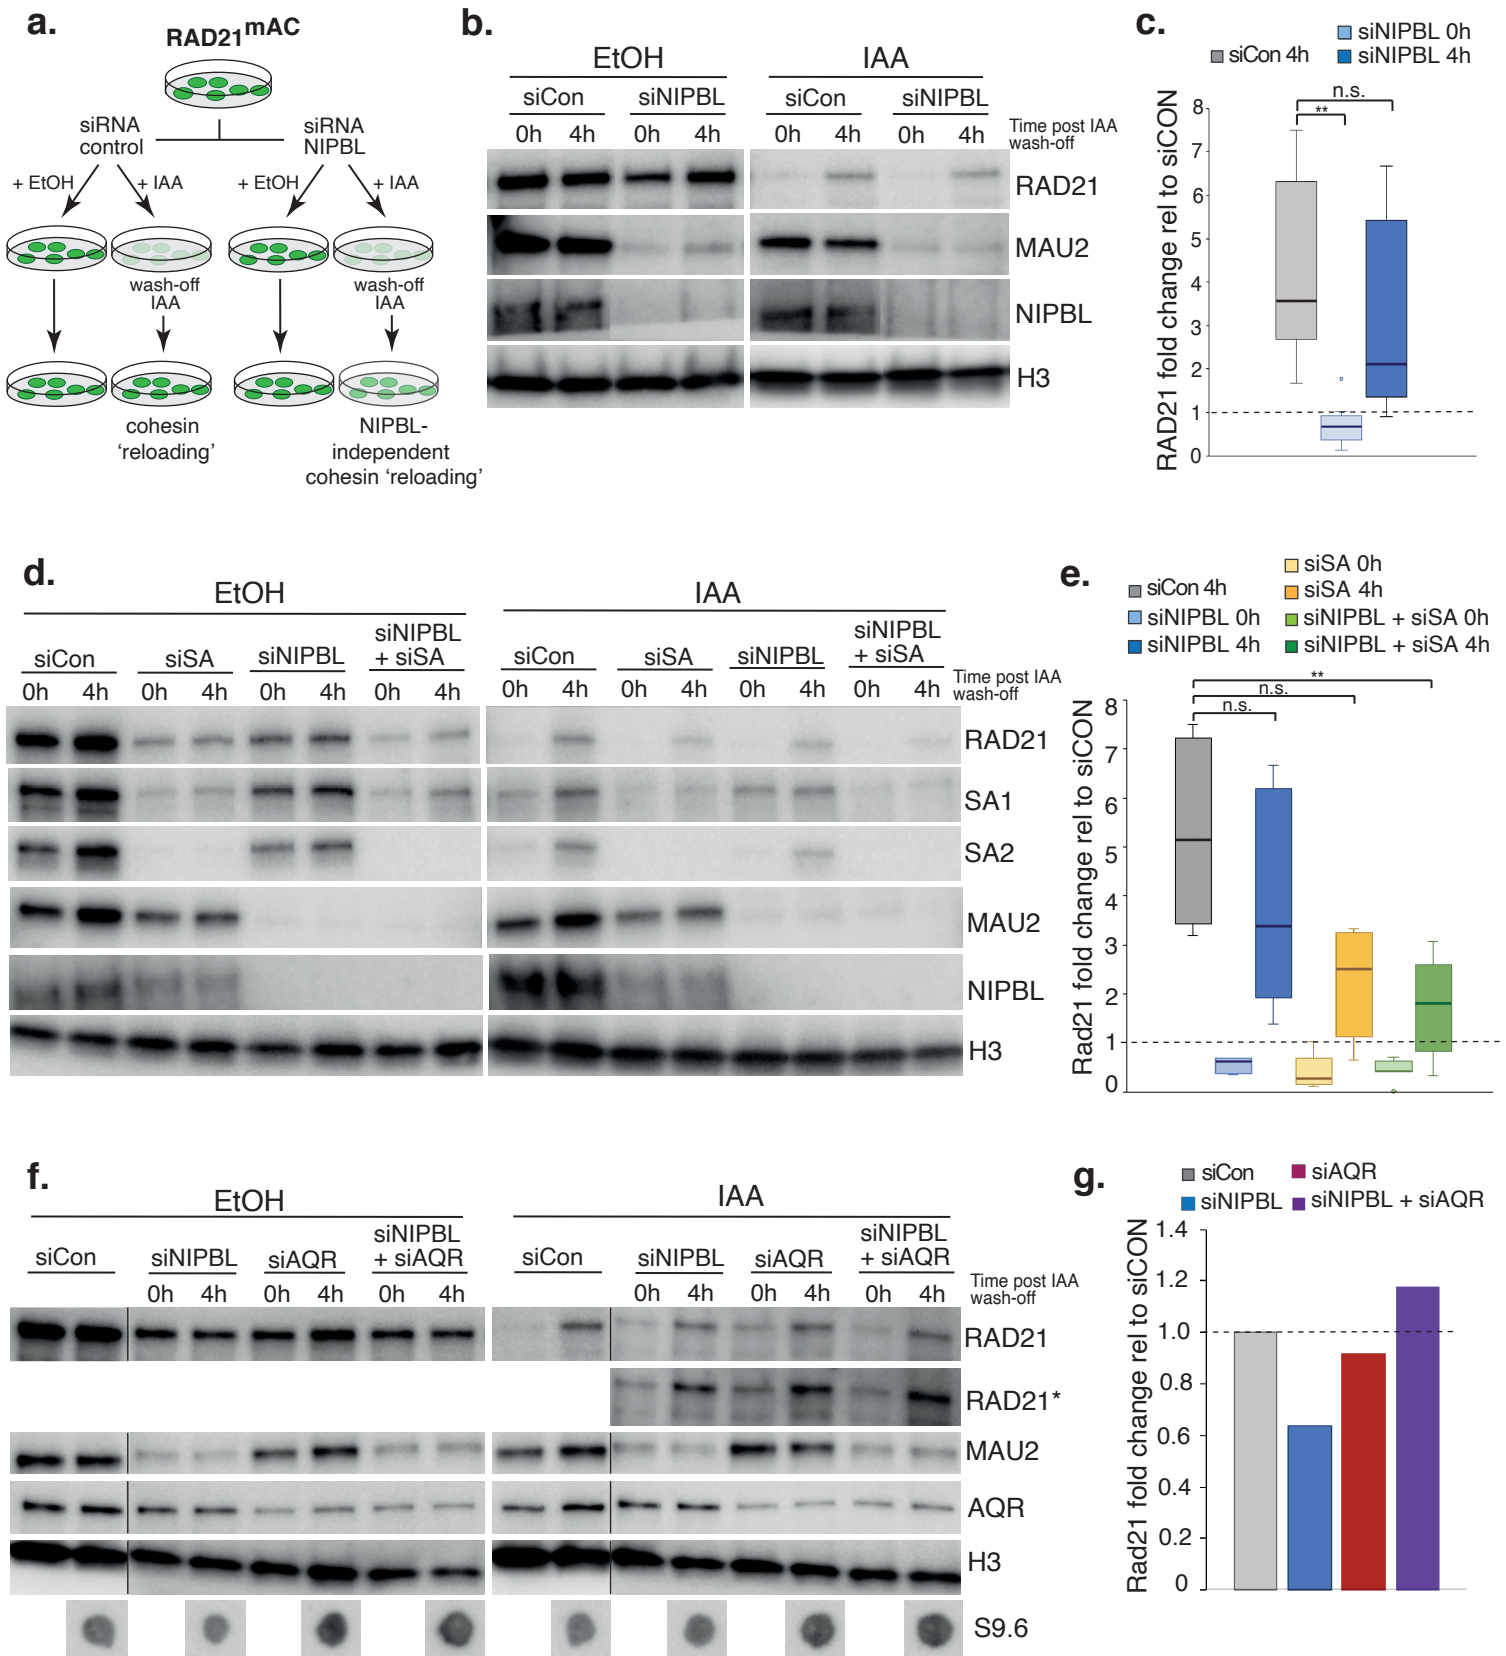 a.
RAD21mAC
siRNA control
siRNA NIPBL
+ EtOH
+ IAA
+ EtOH
+ IAA
wash-off IAA
wash-off IAA
cohesin 'reloading'
NIPBL-independent cohesin 'reloading'
b.
EtOH IAA
siCon siNIPBL siCon siNIPBL
0h 4h 0h 4h 0h 4h 0h 4h
Time post IAA wash-off
RAD21
MAU2
NIPBL
H3
c.
siCon 4h
siNIPBL 0h
siNIPBL 4h
RAD21 fold change rel to siCON
n.s.
**
8
7
6
5
4
3
2
1
0
d.
EtOH IAA
siCon siSA siNIPBL siNIPBL + siSA siCon siSA siNIPBL siNIPBL + siSA
0h 4h 0h 4h 0h 4h 0h 4h 0h 4h 0h 4h 0h 4h 0h 4h
Time post IAA wash-off
RAD21
SA1
SA2
MAU2
NIPBL
H3
e.
siCon 4h
siNIPBL 0h
siNIPBL 4h
siSA 0h
siSA 4h
siNIPBL + siSA 0h
siNIPBL + siSA 4h
Rad21 fold change rel to siCON
**
n.s.
n.s.
8
7
6
5
4
3
2
1
0
f.
EtOH IAA
siCon siNIPBL siAQR siNIPBL + siAQR siCon siNIPBL siAQR siNIPBL + siAQR
0h 4h 0h 4h 0h 4h 0h 4h 0h 4h 0h 4h
Time post IAA wash-off
RAD21
RAD21*
MAU2
AQR
H3
S9.6
g.
siCon
siNIPBL
siAQR
siNIPBL + siAQR
Rad21 fold change rel to siCON
1.4
1.2
1.0
0.8
0.6
0.4
0.2
0